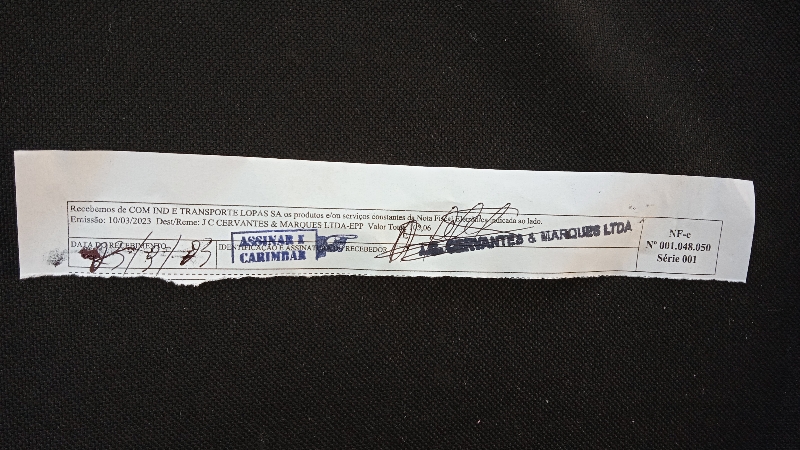 Recebemos de COM IND E TRANSPORTE LOPAS SA os produtos e/ou serviços constantes da Nota Fiscal Eletrônica indicada ao lado.
Emissão: 10/03/2023 Dest/Reme: J C CERVANTES & MARQUES LTDA-EPP Valor Total:
DATA DO RECEBIMENTO
IDENTIFICAÇÃO E ASSINATURA DO RECEBEDOR
ASSINAR E
CARIMBAR
J.C. CERVANTES & MARQUES LTDA
NF-e
Nº 001.048.050
Série 001